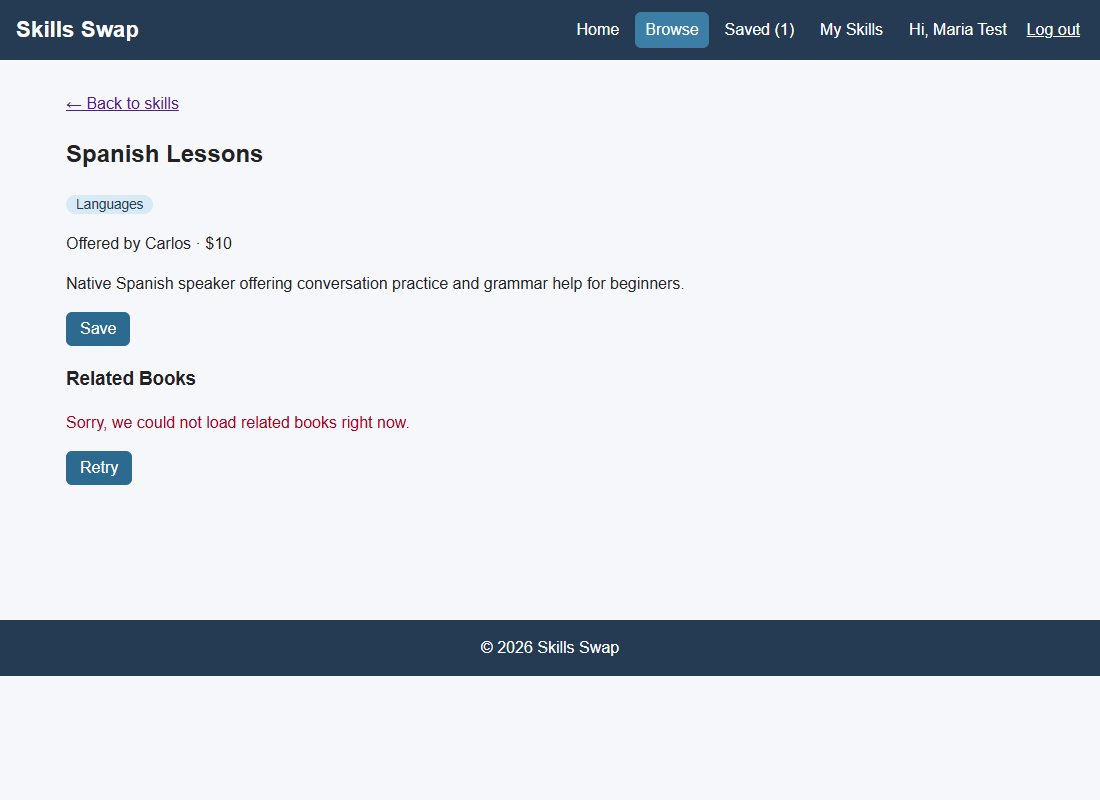 Skills Swap
Home Browse Saved (1) My Skills Hi, Maria Test Log out
← Back to skills
Spanish Lessons
Languages
Offered by Carlos · $10
Native Spanish speaker offering conversation practice and grammar help for beginners.
Save
Related Books
Sorry, we could not load related books right now.
Retry
© 2026 Skills Swap